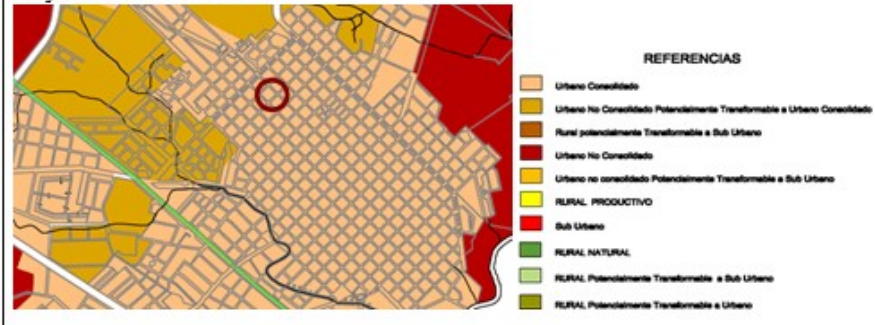 REFERENCIAS
Urbano Consolidado
Urbano No Consolidado Potencialmente Transformable a Urbano Consolidado
Rural potencialmente Transformable a Sub Urbano
Urbano No Consolidado
Urbano no consolidado Potencialmente Transformable a Sub Urbano
RURAL PRODUCTIVO
Sub Urbano
RURAL NATURAL
RURAL Potencialmente Transformable a Sub Urbano
RURAL Potencialmente Transformable a Urbano